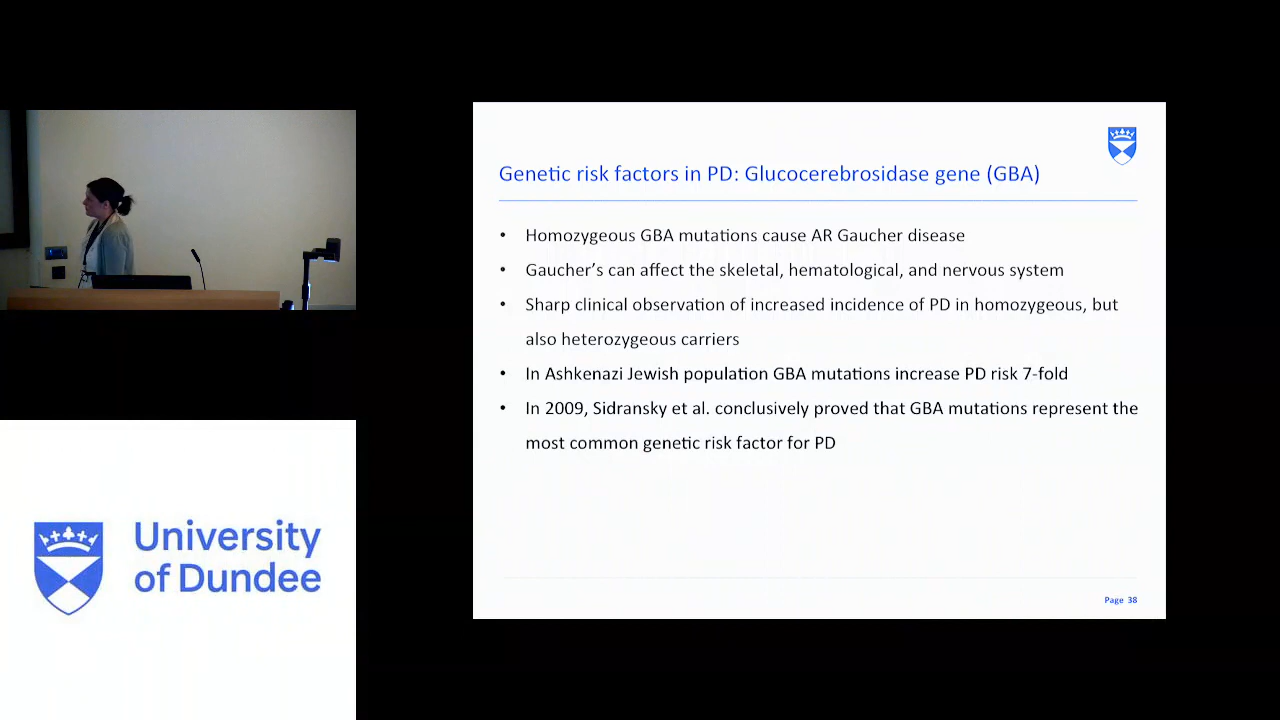 Genetic risk factors in PD: Glucocerebrosidase gene (GBA)
• Homozygeous GBA mutations cause AR Gaucher disease
• Gaucher’s can affect the skeletal, hematological, and nervous system
• Sharp clinical observation of increased incidence of PD in homozygeous, but
also heterozygeous carriers
• In Ashkenazi Jewish population GBA mutations increase PD risk 7-fold
• In 2009, Sidransky et al. conclusively proved that GBA mutations represent the
most common genetic risk factor for PD
Page 38
University
of Dundee